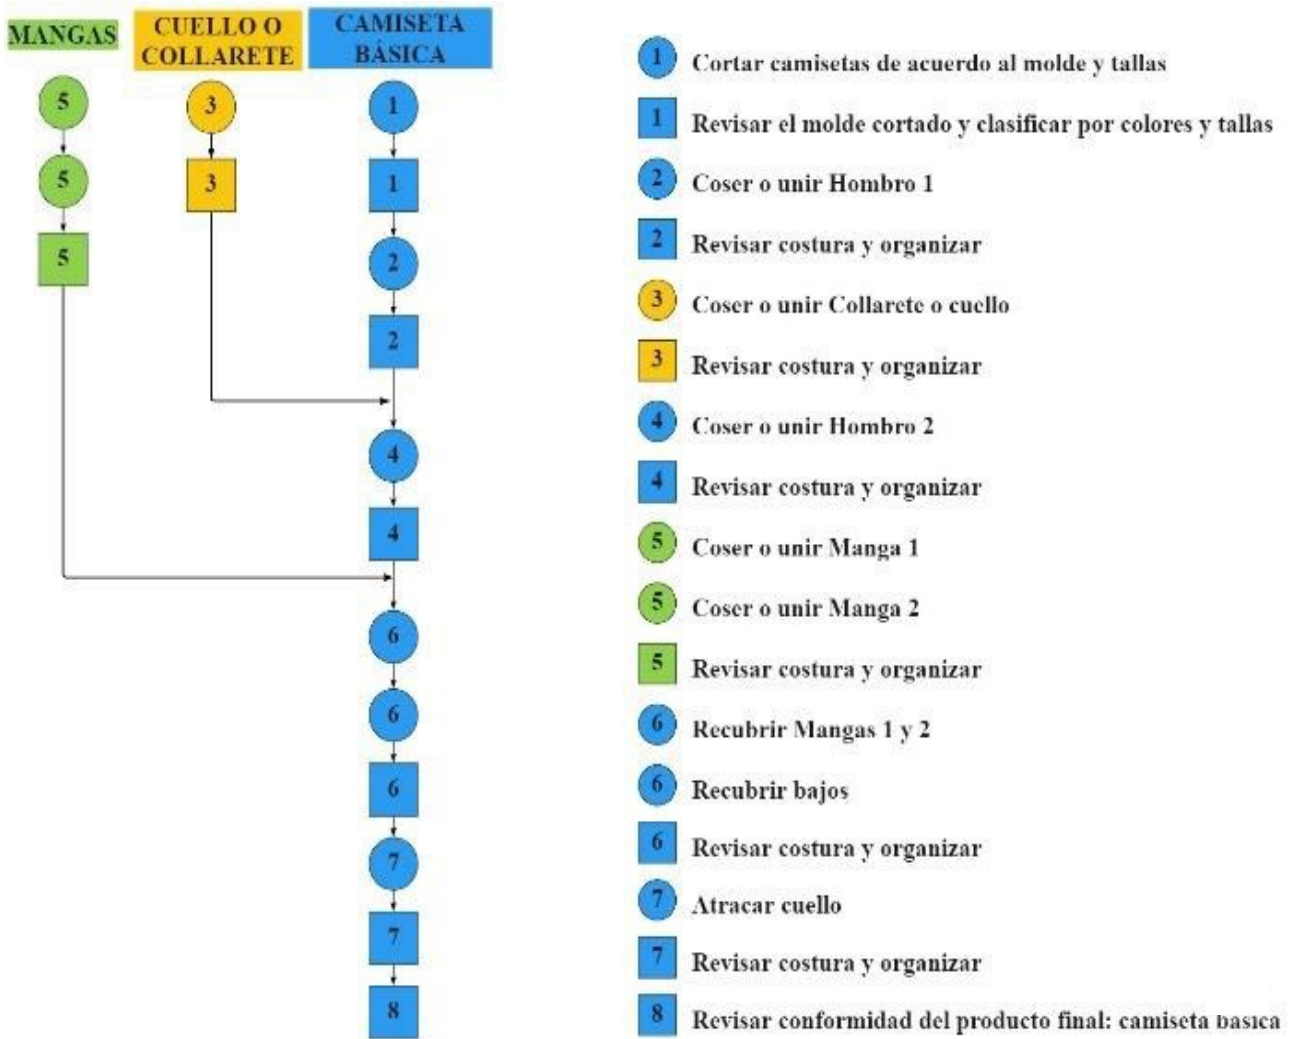 MANGAS
CUELLO O
COLLARETE
CAMISETA
BÁSICA
5
3
1
5
3
1
5
2
2
4
4
6
6
6
7
7
8
1 Cortar camisetas de acuerdo al molde y tallas
1 Revisar el molde cortado y clasificar por colores y tallas
2 Coser o unir Hombro 1
2 Revisar costura y organizar
3 Coser o unir Collarete o cuello
3 Revisar costura y organizar
4 Coser o unir Hombro 2
4 Revisar costura y organizar
5 Coser o unir Manga 1
5 Coser o unir Manga 2
5 Revisar costura y organizar
6 Recubrir Mangas 1 y 2
6 Recubrir bajos
6 Revisar costura y organizar
7 Atracar cuello
7 Revisar costura y organizar
8 Revisar conformidad del producto final: camiseta basica